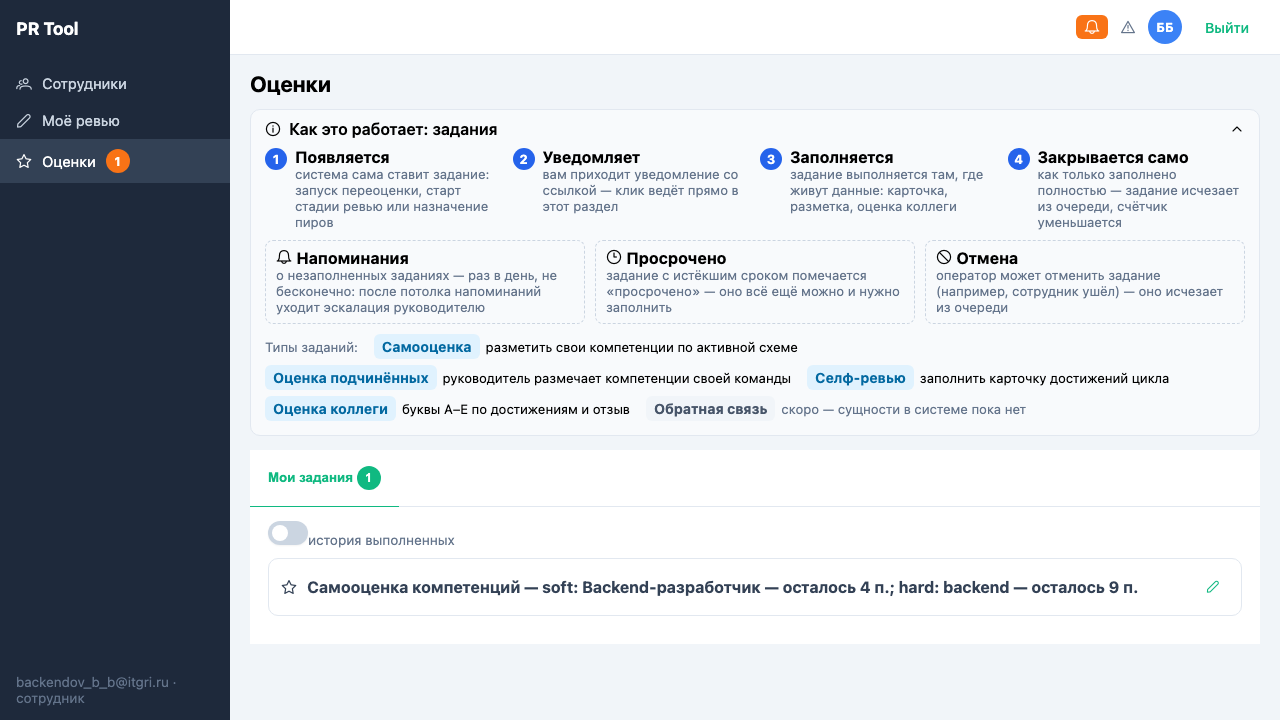 PR Tool
ББ
Выйти
Сотрудники
Моё ревью
Оценки 1
Оценки
Как это работает: задания
1 Появляется
система сама ставит задание:
запуск переоценки, старт
стадии ревью или назначение
пиров
2 Уведомляет
вам приходит уведомление со
ссылкой — клик ведёт прямо в
этот раздел
3 Заполняется
задание выполняется там, где
живут данные: карточка,
разметка, оценка коллеги
4 Закрывается само
как только заполнено
полностью — задание исчезает
из очереди, счётчик
уменьшается
Напоминания
о незаполненных заданиях — раз в день, не
бесконечно: после потолка напоминаний
уходит эскалация руководителю
Просрочено
задание с истёкшим сроком помечается
«просрочено» — оно всё ещё можно и нужно
заполнить
Отмена
оператор может отменить задание
(например, сотрудник ушёл) — оно исчезает
из очереди
Типы заданий: Самооценка разметить свои компетенции по активной схеме
Оценка подчинённых руководитель размечает компетенции своей команды Селф-ревью заполнить карточку достижений цикла
Оценка коллеги буквы A–E по достижениям и отзыв Обратная связь скоро — сущности в системе пока нет
Мои задания 1
история выполненных
Самооценка компетенций — soft: Backend-разработчик — осталось 4 п.; hard: backend — осталось 9 п.
backendov_b_b@itgri.ru ·
сотрудник